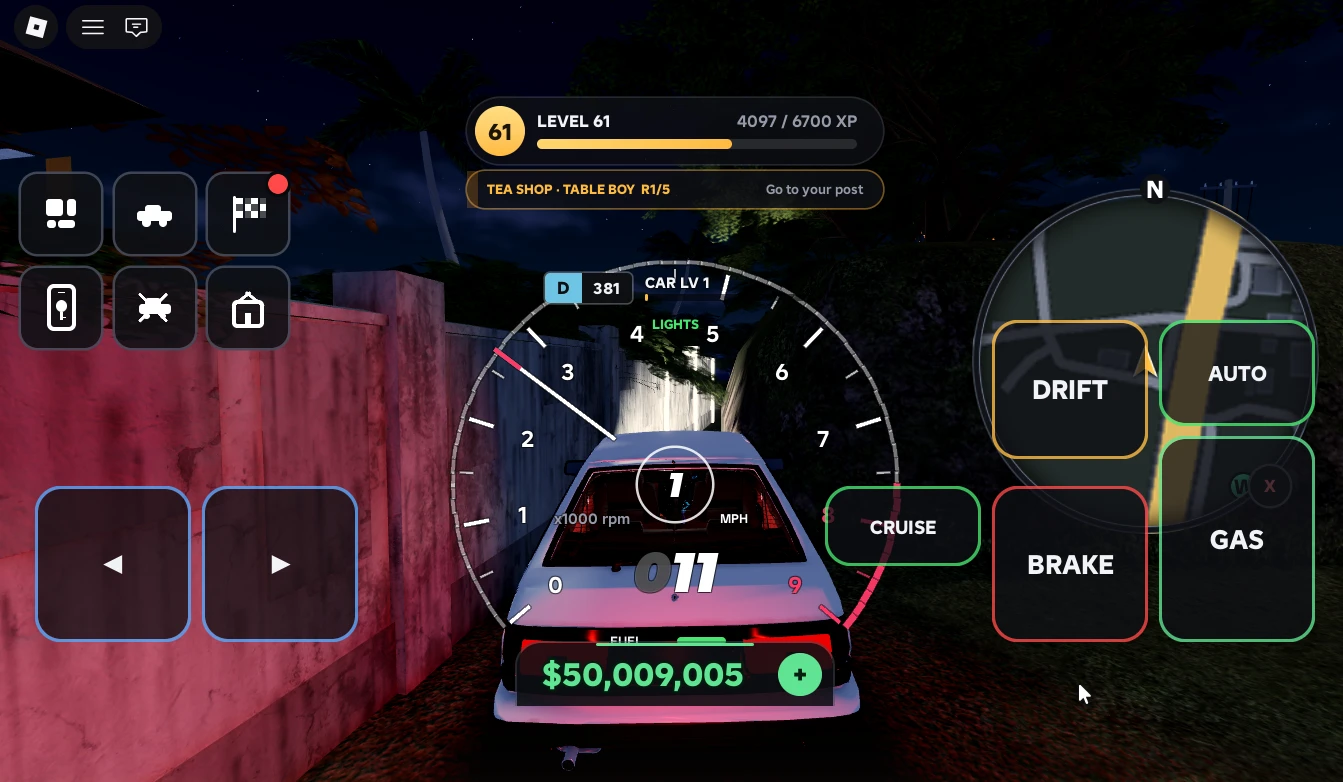 61
LEVEL 61
4097 / 6700 XP
TEA SHOP · TABLE BOY R1/5
Go to your post
N
D 381
CAR LV 1
LIGHTS
0
1
2
3
4
5
6
7
8
9
1
x1000 rpm
MPH
011
FUEL
$50,009,005
+
DRIFT
AUTO
CRUISE
BRAKE
GAS
X